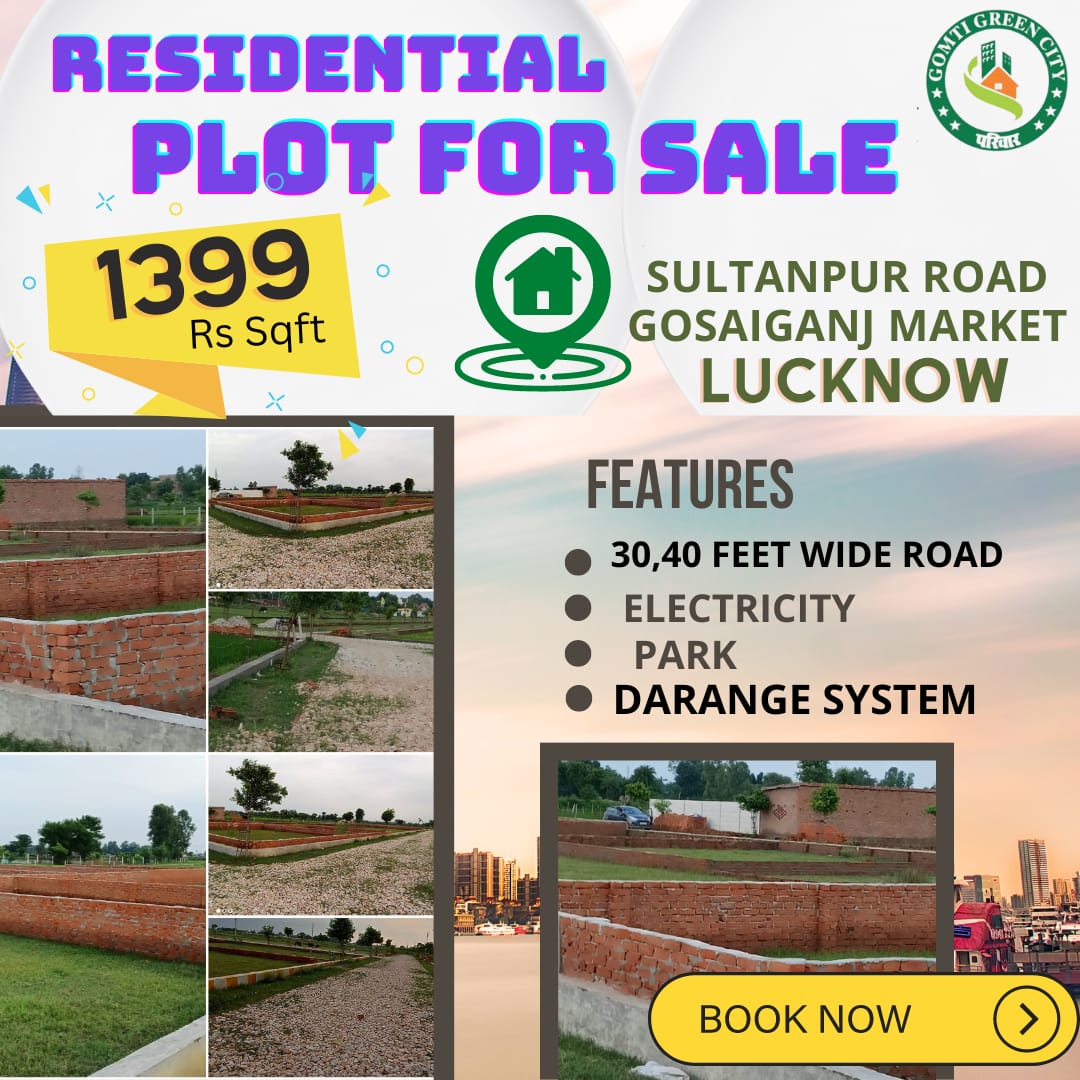 RESIDENTIAL
PLOT FOR SALE
GOMTI GREEN CITY
परिवार
1399
Rs Sqft
SULTANPUR ROAD
GOSAIGANJ MARKET
LUCKNOW
FEATURES
30,40 FEET WIDE ROAD
ELECTRICITY
PARK
DARANGE SYSTEM
BOOK NOW